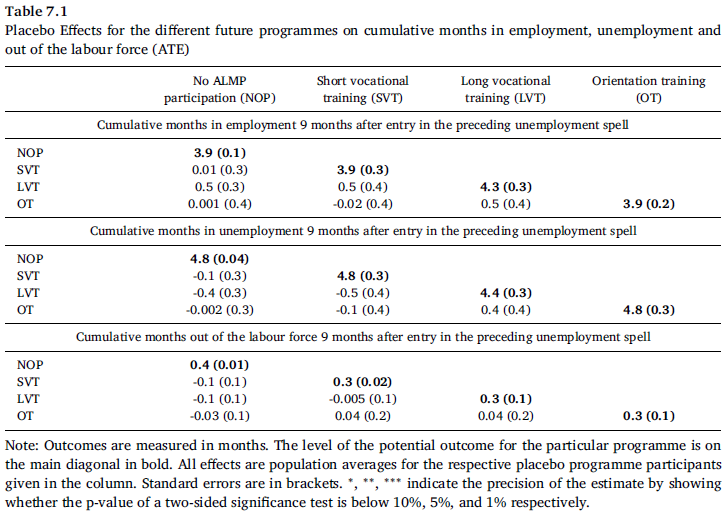 Table 7.1
Placebo Effects for the different future programmes on cumulative months in employment, unemployment and
out of the labour force (ATE)
No ALMP participation (NOP) Short vocational training (SVT) Long vocational training (LVT) Orientation training (OT)
Cumulative months in employment 9 months after entry in the preceding unemployment spell
NOP 3.9 (0.1)
SVT 0.01 (0.3) 3.9 (0.3)
LVT 0.5 (0.3) 0.5 (0.4) 4.3 (0.3)
OT 0.001 (0.4) -0.02 (0.4) 0.5 (0.4) 3.9 (0.2)
Cumulative months in unemployment 9 months after entry in the preceding unemployment spell
NOP 4.8 (0.04)
SVT -0.1 (0.3) 4.8 (0.3)
LVT -0.4 (0.3) -0.5 (0.4) 4.4 (0.3)
OT -0.002 (0.3) -0.1 (0.4) 0.4 (0.4) 4.8 (0.3)
Cumulative months out of the labour force 9 months after entry in the preceding unemployment spell
NOP 0.4 (0.01)
SVT -0.1 (0.1) 0.3 (0.02)
LVT -0.1 (0.1) -0.005 (0.1) 0.3 (0.1)
OT -0.03 (0.1) 0.04 (0.2) 0.04 (0.2) 0.3 (0.1)
Note: Outcomes are measured in months. The level of the potential outcome for the particular programme is on
the main diagonal in bold. All effects are population averages for the respective placebo programme participants
given in the column. Standard errors are in brackets. *, **, *** indicate the precision of the estimate by showing
whether the p-value of a two-sided significance test is below 10%, 5%, and 1% respectively.